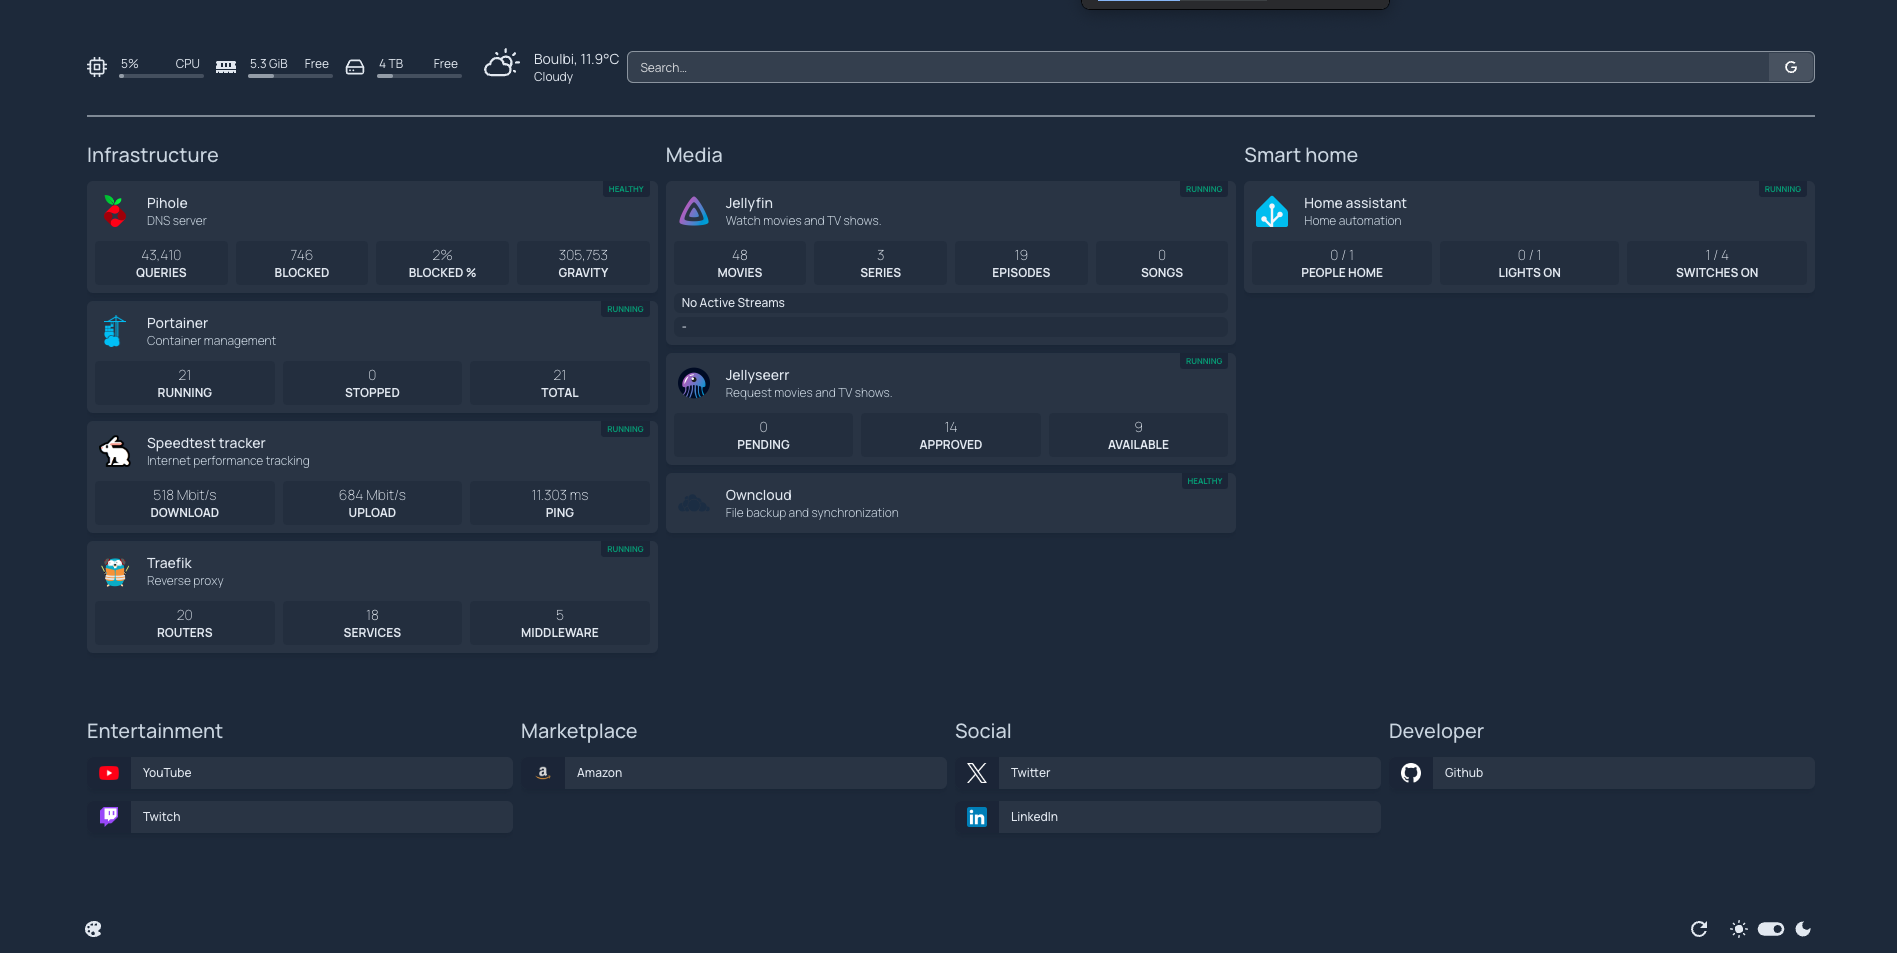 5% CPU
5.3 GiB Free
4 TB Free
Boulbi, 11.9°C
Cloudy
Search...
G
Infrastructure
HEALTHY
Pihole
DNS server
43,410 746 2% 305,753
QUERIES BLOCKED BLOCKED % GRAVITY
RUNNING
Portainer
Container management
21 0 21
RUNNING STOPPED TOTAL
RUNNING
Speedtest tracker
Internet performance tracking
518 Mbit/s 684 Mbit/s 11.303 ms
DOWNLOAD UPLOAD PING
RUNNING
Traefik
Reverse proxy
20 18 5
ROUTERS SERVICES MIDDLEWARE
Media
RUNNING
Jellyfin
Watch movies and TV shows.
48 3 19 0
MOVIES SERIES EPISODES SONGS
No Active Streams
-
RUNNING
Jellyseerr
Request movies and TV shows.
0 14 9
PENDING APPROVED AVAILABLE
HEALTHY
Owncloud
File backup and synchronization
Smart home
RUNNING
Home assistant
Home automation
0 / 1 0 / 1 1 / 4
PEOPLE HOME LIGHTS ON SWITCHES ON
Entertainment
YouTube
Twitch
Marketplace
a
Amazon
Social
X
Twitter
in
LinkedIn
Developer
Github